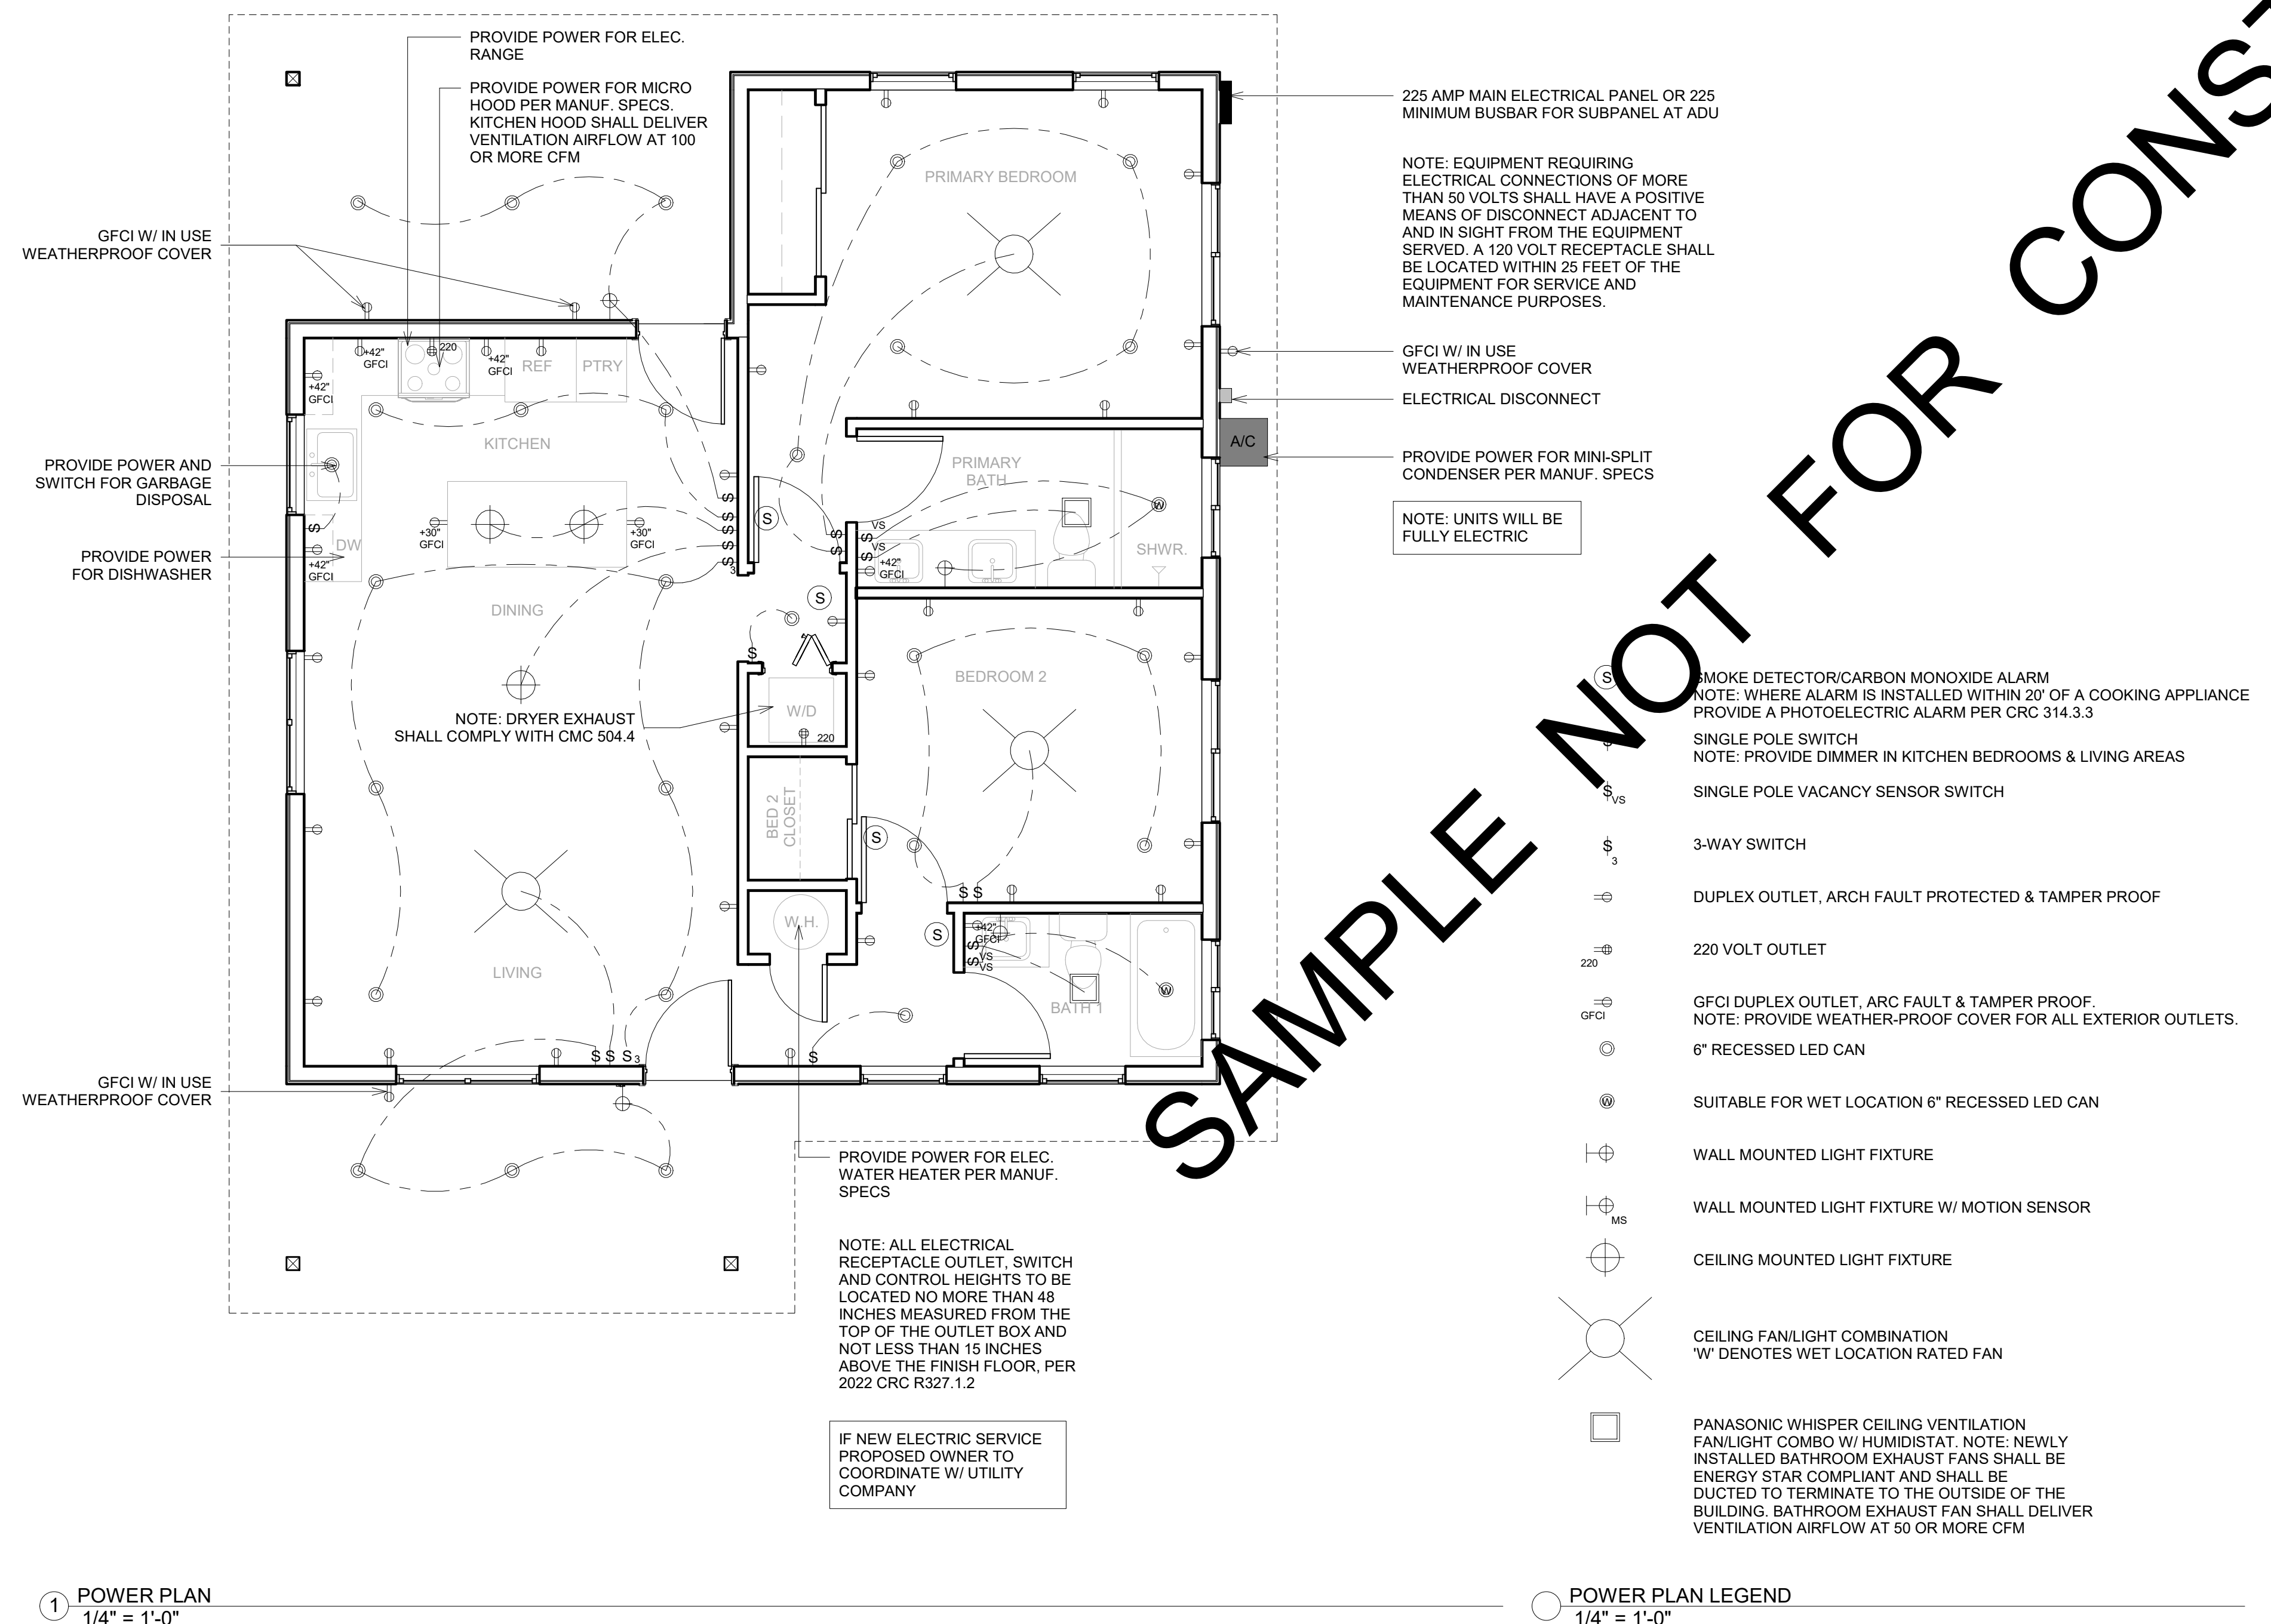 PROVIDE POWER FOR ELEC.
RANGE
PROVIDE POWER FOR MICRO
HOOD PER MANUF. SPECS.
KITCHEN HOOD SHALL DELIVER
VENTILATION AIRFLOW AT 100
OR MORE CFM
GFCI W/ IN USE
WEATHERPROOF COVER
PROVIDE POWER AND
SWITCH FOR GARBAGE
DISPOSAL
PROVIDE POWER
FOR DISHWASHER
GFCI W/ IN USE
WEATHERPROOF COVER
PRIMARY BEDROOM
220
+42"
GFCI
+42"
GFCI
+42"
GFCI
REF
PTRY
KITCHEN
+30"
GFCI
+30"
GFCI
DW
+42"
GFCI
$
$
$
$
$
$
$
3
S
DINING
PRIMARY
BATH
$
$
$
VS
$
VS
+42"
GFCI
W
SHWR.
S
$
NOTE: DRYER EXHAUST
SHALL COMPLY WITH CMC 504.4
W/D
220
BEDROOM 2
BED 2
CLOSET
S
$ $
W.H.
S
+42"
GFCI
$
VS
$
VS
W
BATH 1
LIVING
$ $ S 3
$
A/C
225 AMP MAIN ELECTRICAL PANEL OR 225
MINIMUM BUSBAR FOR SUBPANEL AT ADU
NOTE: EQUIPMENT REQUIRING
ELECTRICAL CONNECTIONS OF MORE
THAN 50 VOLTS SHALL HAVE A POSITIVE
MEANS OF DISCONNECT ADJACENT TO
AND IN SIGHT FROM THE EQUIPMENT
SERVED. A 120 VOLT RECEPTACLE SHALL
BE LOCATED WITHIN 25 FEET OF THE
EQUIPMENT FOR SERVICE AND
MAINTENANCE PURPOSES.
GFCI W/ IN USE
WEATHERPROOF COVER
ELECTRICAL DISCONNECT
PROVIDE POWER FOR MINI-SPLIT
CONDENSER PER MANUF. SPECS
NOTE: UNITS WILL BE
FULLY ELECTRIC
PROVIDE POWER FOR ELEC.
WATER HEATER PER MANUF.
SPECS
NOTE: ALL ELECTRICAL
RECEPTACLE OUTLET, SWITCH
AND CONTROL HEIGHTS TO BE
LOCATED NO MORE THAN 48
INCHES MEASURED FROM THE
TOP OF THE OUTLET BOX AND
NOT LESS THAN 15 INCHES
ABOVE THE FINISH FLOOR, PER
2022 CRC R327.1.2
IF NEW ELECTRIC SERVICE
PROPOSED OWNER TO
COORDINATE W/ UTILITY
COMPANY
SAMPLE NOT FOR CONST
S
SMOKE DETECTOR/CARBON MONOXIDE ALARM
NOTE: WHERE ALARM IS INSTALLED WITHIN 20' OF A COOKING APPLIANCE
PROVIDE A PHOTOELECTRIC ALARM PER CRC 314.3.3
SINGLE POLE SWITCH
NOTE: PROVIDE DIMMER IN KITCHEN BEDROOMS & LIVING AREAS
$ VS
SINGLE POLE VACANCY SENSOR SWITCH
$ 3
3-WAY SWITCH
DUPLEX OUTLET, ARCH FAULT PROTECTED & TAMPER PROOF
220
220 VOLT OUTLET
GFCI
GFCI DUPLEX OUTLET, ARC FAULT & TAMPER PROOF.
NOTE: PROVIDE WEATHER-PROOF COVER FOR ALL EXTERIOR OUTLETS.
6" RECESSED LED CAN
W
SUITABLE FOR WET LOCATION 6" RECESSED LED CAN
WALL MOUNTED LIGHT FIXTURE
MS
WALL MOUNTED LIGHT FIXTURE W/ MOTION SENSOR
CEILING MOUNTED LIGHT FIXTURE
CEILING FAN/LIGHT COMBINATION
'W' DENOTES WET LOCATION RATED FAN
PANASONIC WHISPER CEILING VENTILATION
FAN/LIGHT COMBO W/ HUMIDISTAT. NOTE: NEWLY
INSTALLED BATHROOM EXHAUST FANS SHALL BE
ENERGY STAR COMPLIANT AND SHALL BE
DUCTED TO TERMINATE TO THE OUTSIDE OF THE
BUILDING. BATHROOM EXHAUST FAN SHALL DELIVER
VENTILATION AIRFLOW AT 50 OR MORE CFM
1
POWER PLAN
1/4" = 1'-0"
POWER PLAN LEGEND
1/4" = 1'-0"